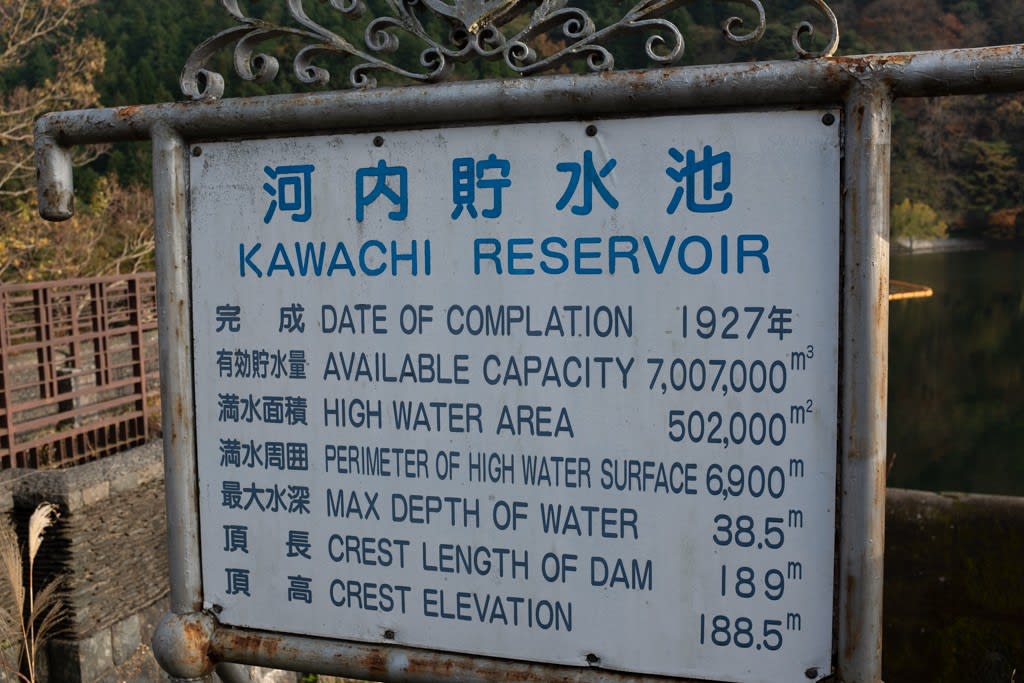 河内貯水池
KAWACHI RESERVOIR
完成 DATE OF COMPLATION 1927年
有効貯水量 AVAILABLE CAPACITY 7,007,000m³
満水面積 HIGH WATER AREA 502,000m²
満水周囲 PERIMETER OF HIGH WATER SURFACE 6,900m
最大水深 MAX DEPTH OF WATER 38.5m
頂長 CREST LENGTH OF DAM 189m
頂高 CREST ELEVATION 188.5m